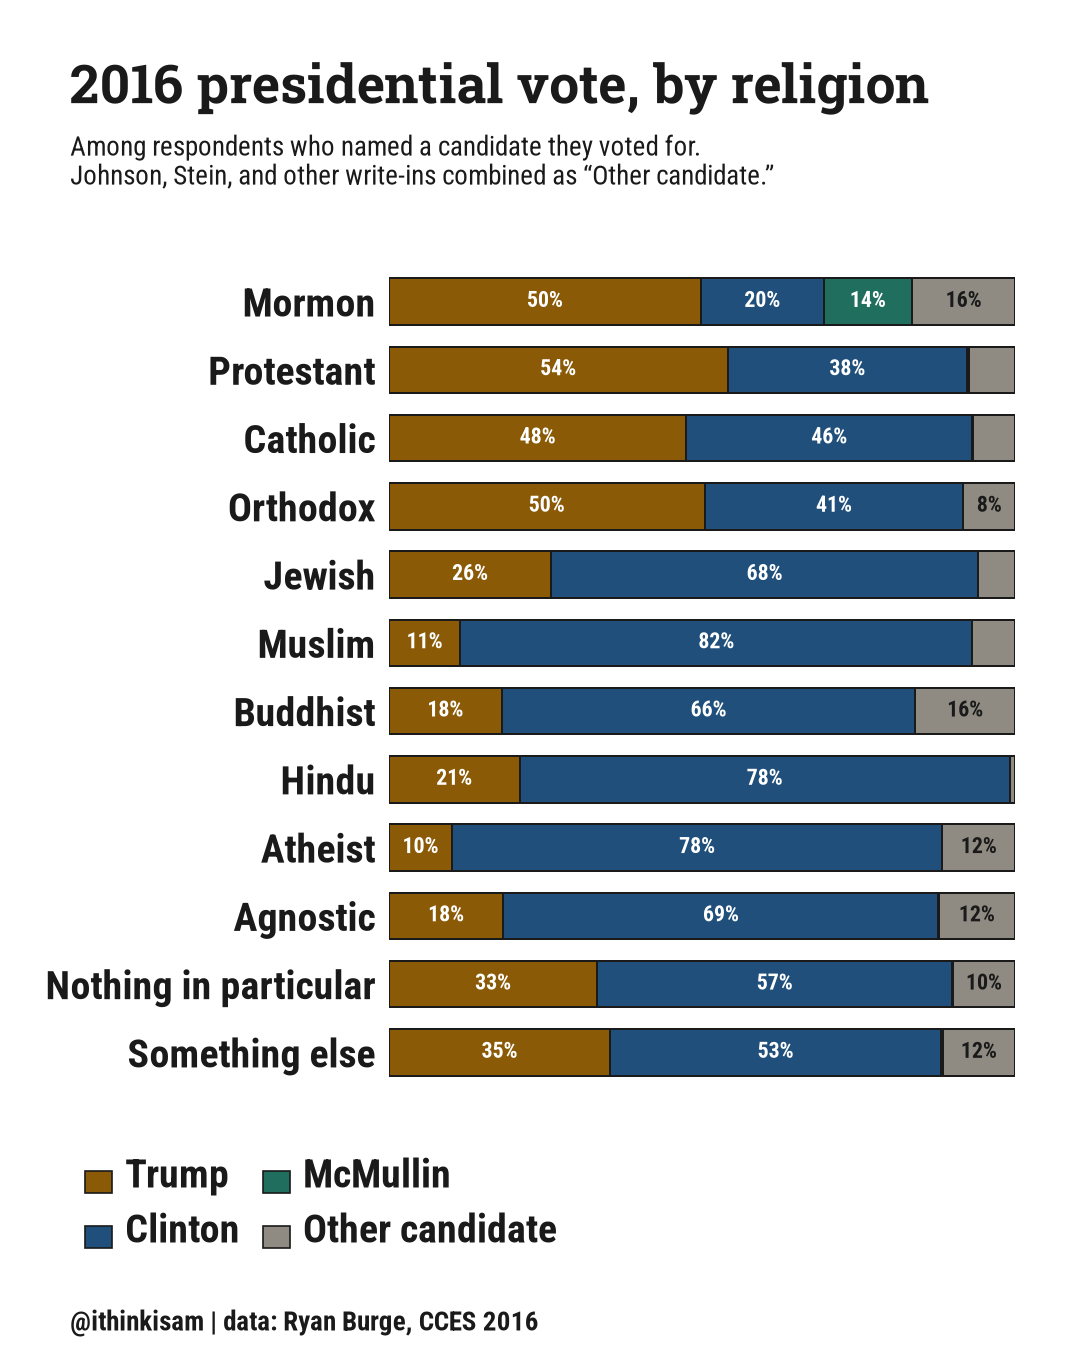 2016 presidential vote, by religion
Among respondents who named a candidate they voted for.
Johnson, Stein, and other write-ins combined as “Other candidate.”
Mormon 50% 20% 14% 16%
Protestant 54% 38%
Catholic 48% 46%
Orthodox 50% 41% 8%
Jewish 26% 68%
Muslim 11% 82%
Buddhist 18% 66% 16%
Hindu 21% 78%
Atheist 10% 78% 12%
Agnostic 18% 69% 12%
Nothing in particular 33% 57% 10%
Something else 35% 53% 12%
Trump McMullin
Clinton Other candidate
@ithinkisam | data: Ryan Burge, CCES 2016